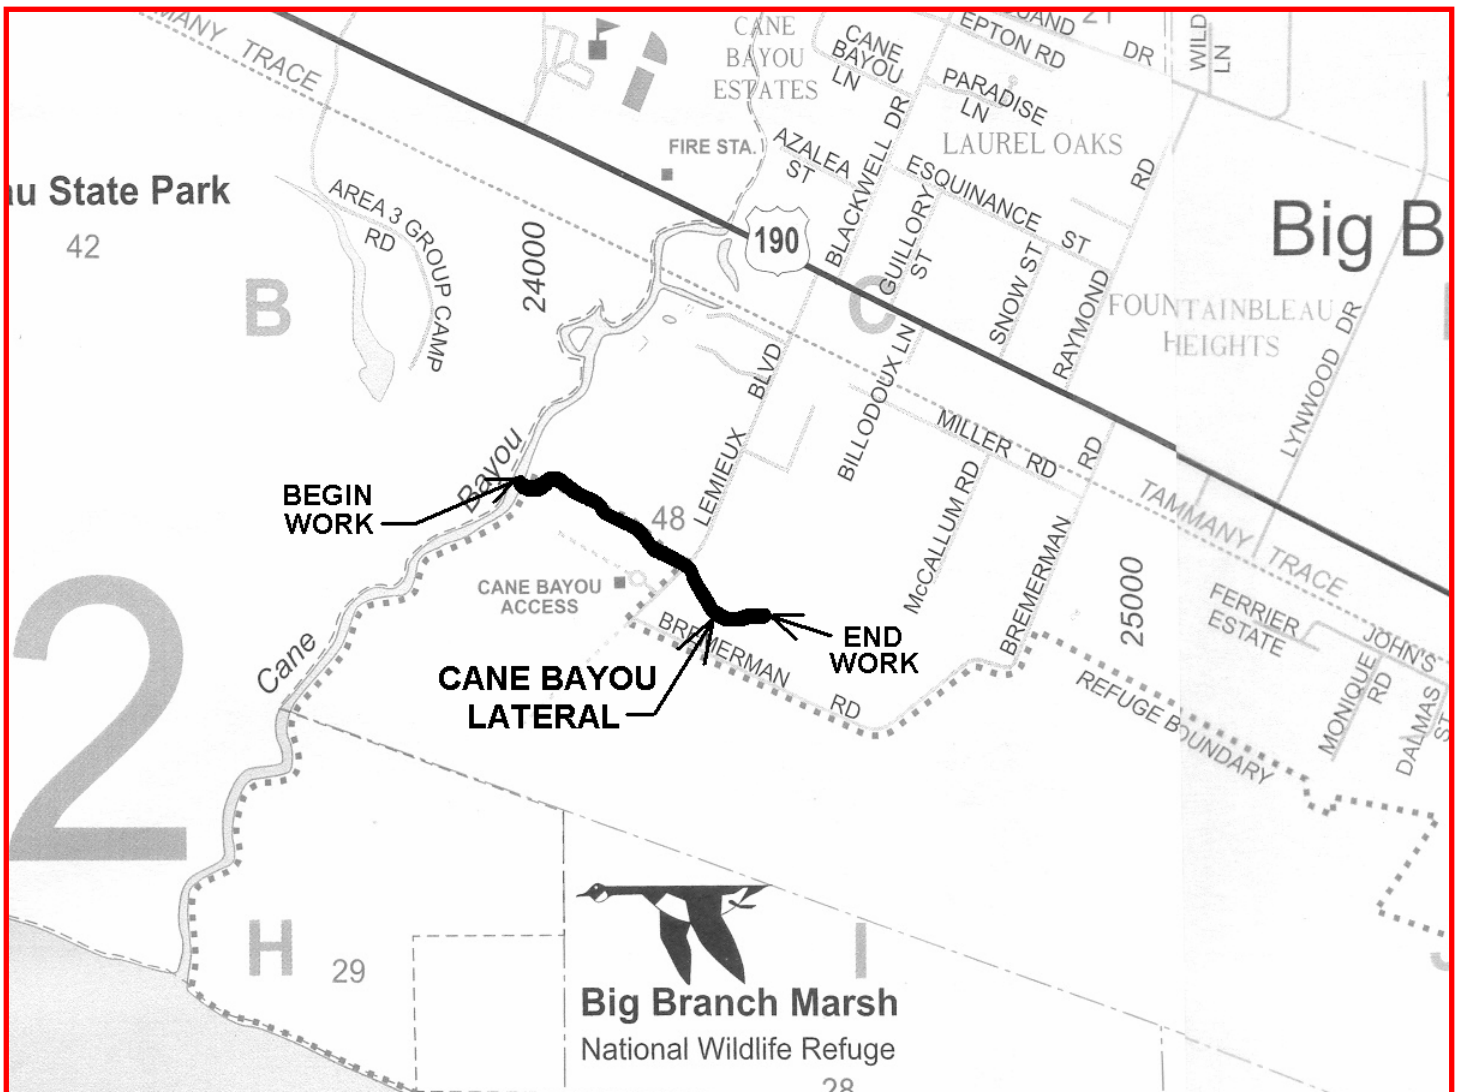 MANY TRACE
CANE
BAYOU
ESTATES
CANE
BAYOU
LN
EPTON RD
DR
21
WILD
LN
PARADISE
LN
LAUREL OAKS
FIRE STA.
AZALEA
ST
BLACKWELL DR
ESQUINANCE ST
GUILLORY
ST
SNOW ST
RAYMOND
RD
au State Park
42
AREA 3 GROUP CAMP
RD
B
24000
190
C
Big B
FOUNTAINBLEAU
HEIGHTS
LYNWOOD DR
LEMIEUX BLVD
BILLODOUX LN
MILLER RD
RD
McCALLUM RD
BREMERMAN
TAMMANY TRACE
Cane Bayou
BEGIN
WORK
48
CANE BAYOU
ACCESS
BREMERMAN
RD
END
WORK
CANE BAYOU
LATERAL
25000
FERRIER
ESTATE
JOHN'S
MONIQUE
RD
DALMAS
ST
REFUGE BOUNDARY
2
H
29
I
Big Branch Marsh
National Wildlife Refuge
28